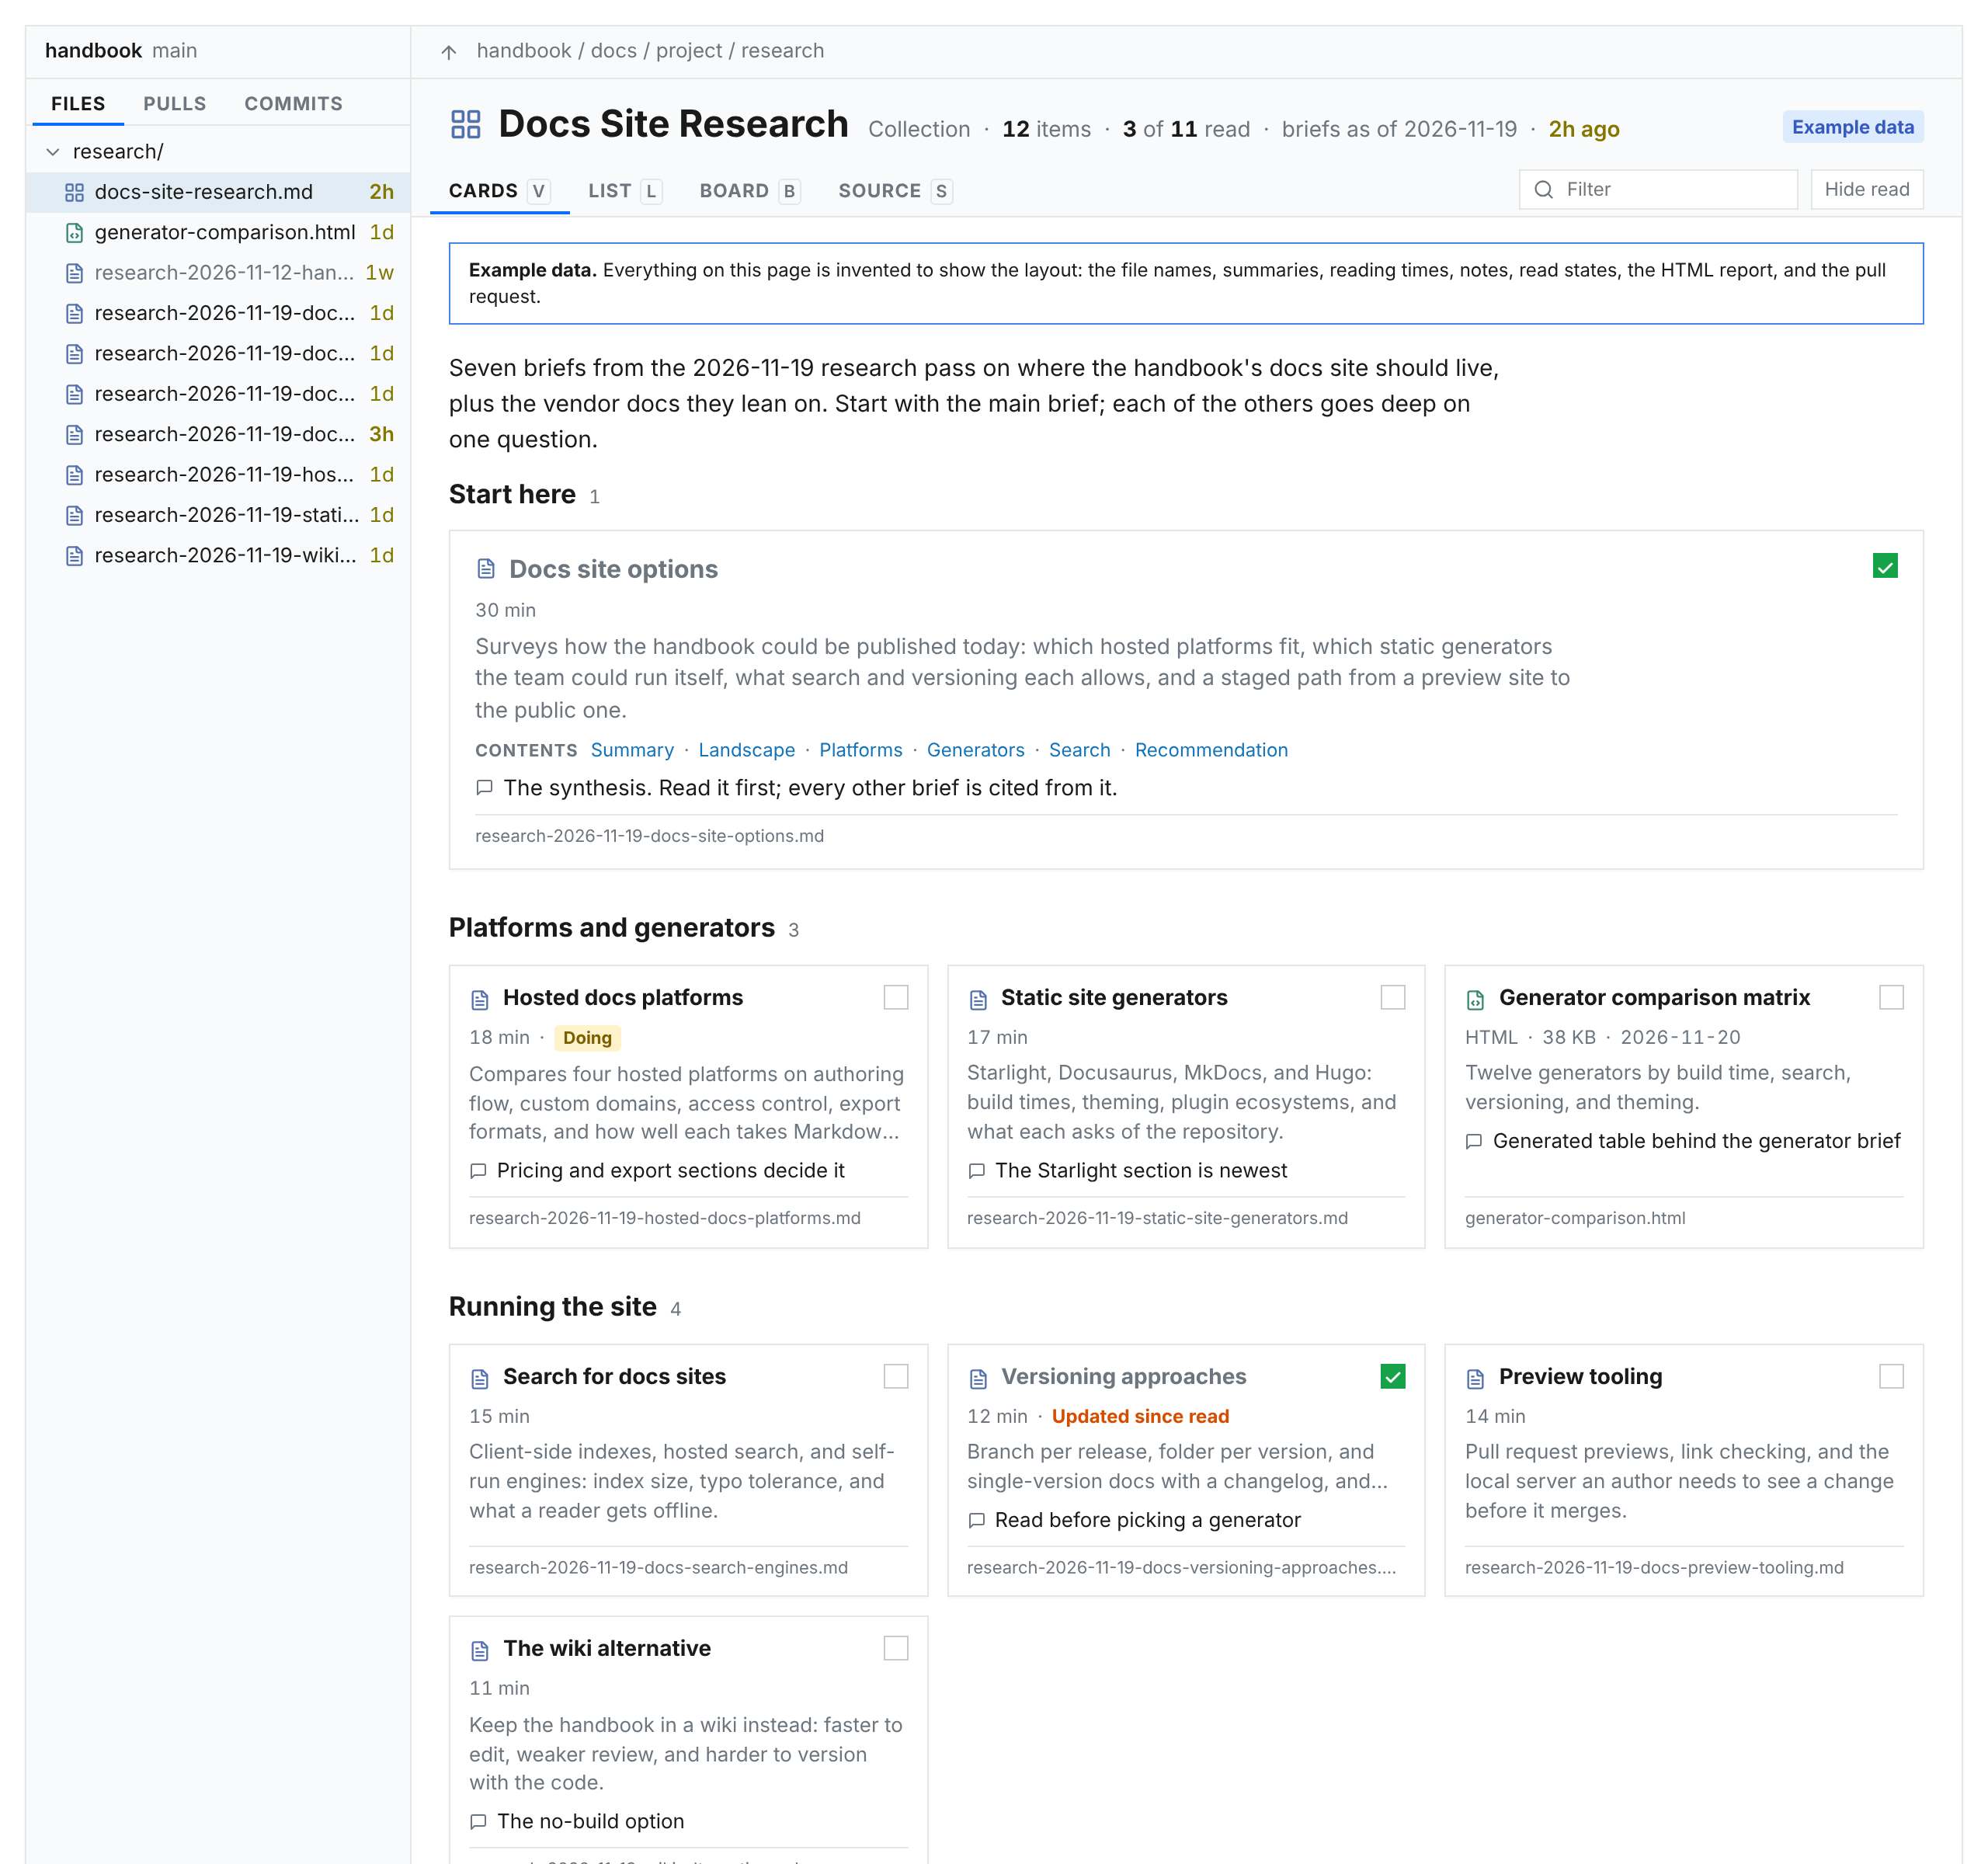 handbook main
handbook / docs / project / research
FILES PULLS COMMITS
research/
docs-site-research.md 2h
generator-comparison.html 1d
research-2026-11-12-han... 1w
research-2026-11-19-doc... 1d
research-2026-11-19-doc... 1d
research-2026-11-19-doc... 1d
research-2026-11-19-doc... 3h
research-2026-11-19-hos... 1d
research-2026-11-19-stati... 1d
research-2026-11-19-wiki... 1d
Docs Site Research Collection · 12 items · 3 of 11 read · briefs as of 2026-11-19 · 2h ago
Example data
CARDS V LIST L BOARD B SOURCE S
Filter
Hide read
Example data. Everything on this page is invented to show the layout: the file names, summaries, reading times, notes, read states, the HTML report, and the pull
request.
Seven briefs from the 2026-11-19 research pass on where the handbook's docs site should live,
plus the vendor docs they lean on. Start with the main brief; each of the others goes deep on
one question.
Start here 1
Docs site options
30 min
Surveys how the handbook could be published today: which hosted platforms fit, which static generators
the team could run itself, what search and versioning each allows, and a staged path from a preview site to
the public one.
CONTENTS Summary · Landscape · Platforms · Generators · Search · Recommendation
The synthesis. Read it first; every other brief is cited from it.
research-2026-11-19-docs-site-options.md
Platforms and generators 3
Hosted docs platforms
18 min · Doing
Compares four hosted platforms on authoring
flow, custom domains, access control, export
formats, and how well each takes Markdow...
Pricing and export sections decide it
research-2026-11-19-hosted-docs-platforms.md
Static site generators
17 min
Starlight, Docusaurus, MkDocs, and Hugo:
build times, theming, plugin ecosystems, and
what each asks of the repository.
The Starlight section is newest
research-2026-11-19-static-site-generators.md
Generator comparison matrix
HTML · 38 KB · 2026-11-20
Twelve generators by build time, search,
versioning, and theming.
Generated table behind the generator brief
generator-comparison.html
Running the site 4
Search for docs sites
15 min
Client-side indexes, hosted search, and self-
run engines: index size, typo tolerance, and
what a reader gets offline.
research-2026-11-19-docs-search-engines.md
Versioning approaches
12 min · Updated since read
Branch per release, folder per version, and
single-version docs with a changelog, and...
Read before picking a generator
research-2026-11-19-docs-versioning-approaches....
Preview tooling
14 min
Pull request previews, link checking, and the
local server an author needs to see a change
before it merges.
research-2026-11-19-docs-preview-tooling.md
The wiki alternative
11 min
Keep the handbook in a wiki instead: faster to
edit, weaker review, and harder to version
with the code.
The no-build option